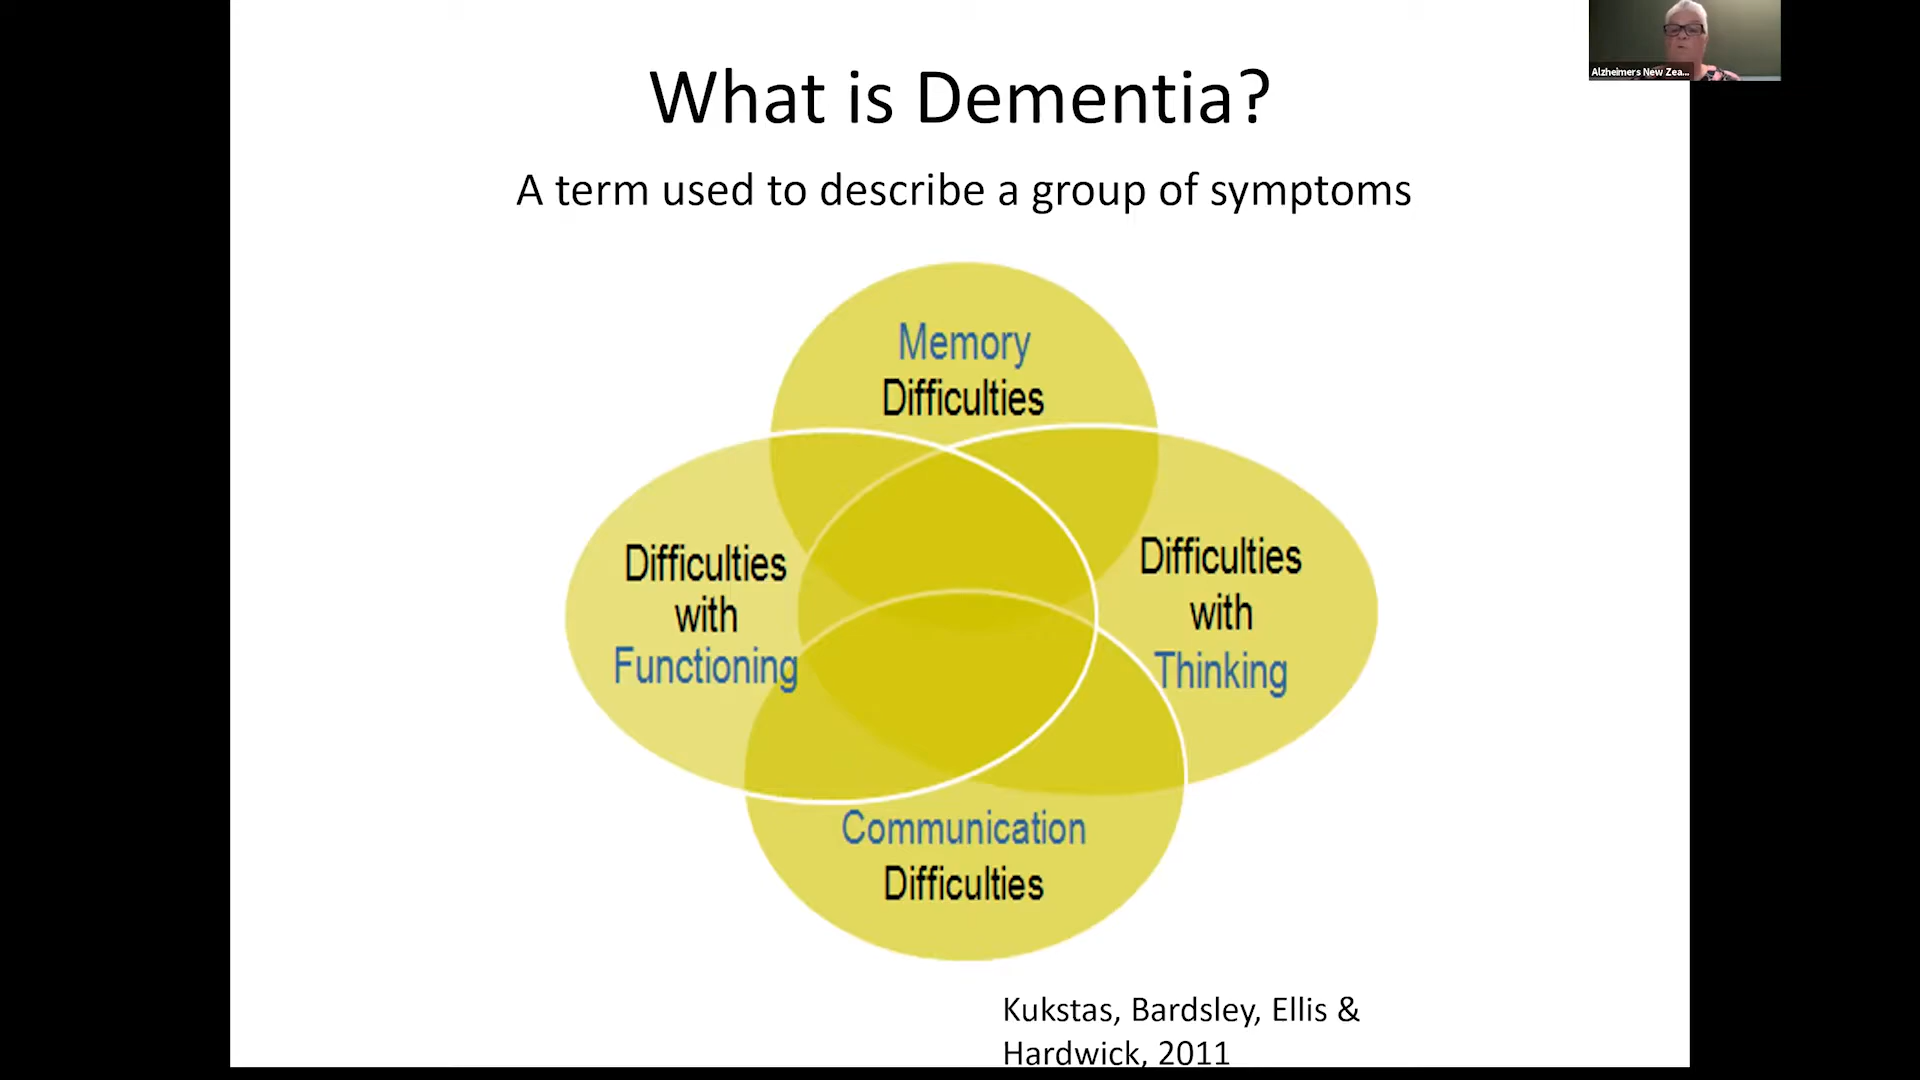 Alzheimers New Zea...
What is Dementia?
A term used to describe a group of symptoms
Memory
Difficulties
Difficulties
with
Functioning
Difficulties
with
Thinking
Communication
Difficulties
Kukstas, Bardsley, Ellis &
Hardwick, 2011